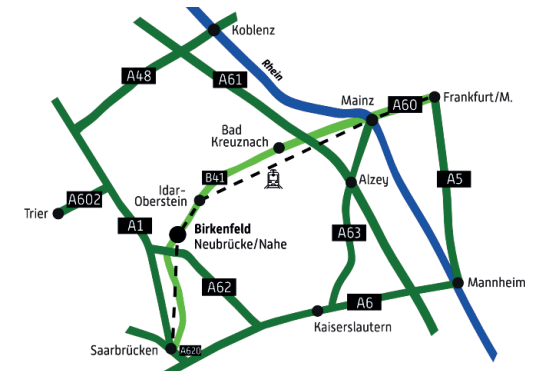 Koblenz
A48
A61
Rhein
Mainz
A60
Frankfurt/M.
Bad
Kreuznach
B41
Idar-
Oberstein
A602
Trier
A1
Birkenfeld
Neubrücke/Nahe
Alzey
A5
A63
A62
Mannheim
A6
Kaiserslautern
Saarbrücken
A620